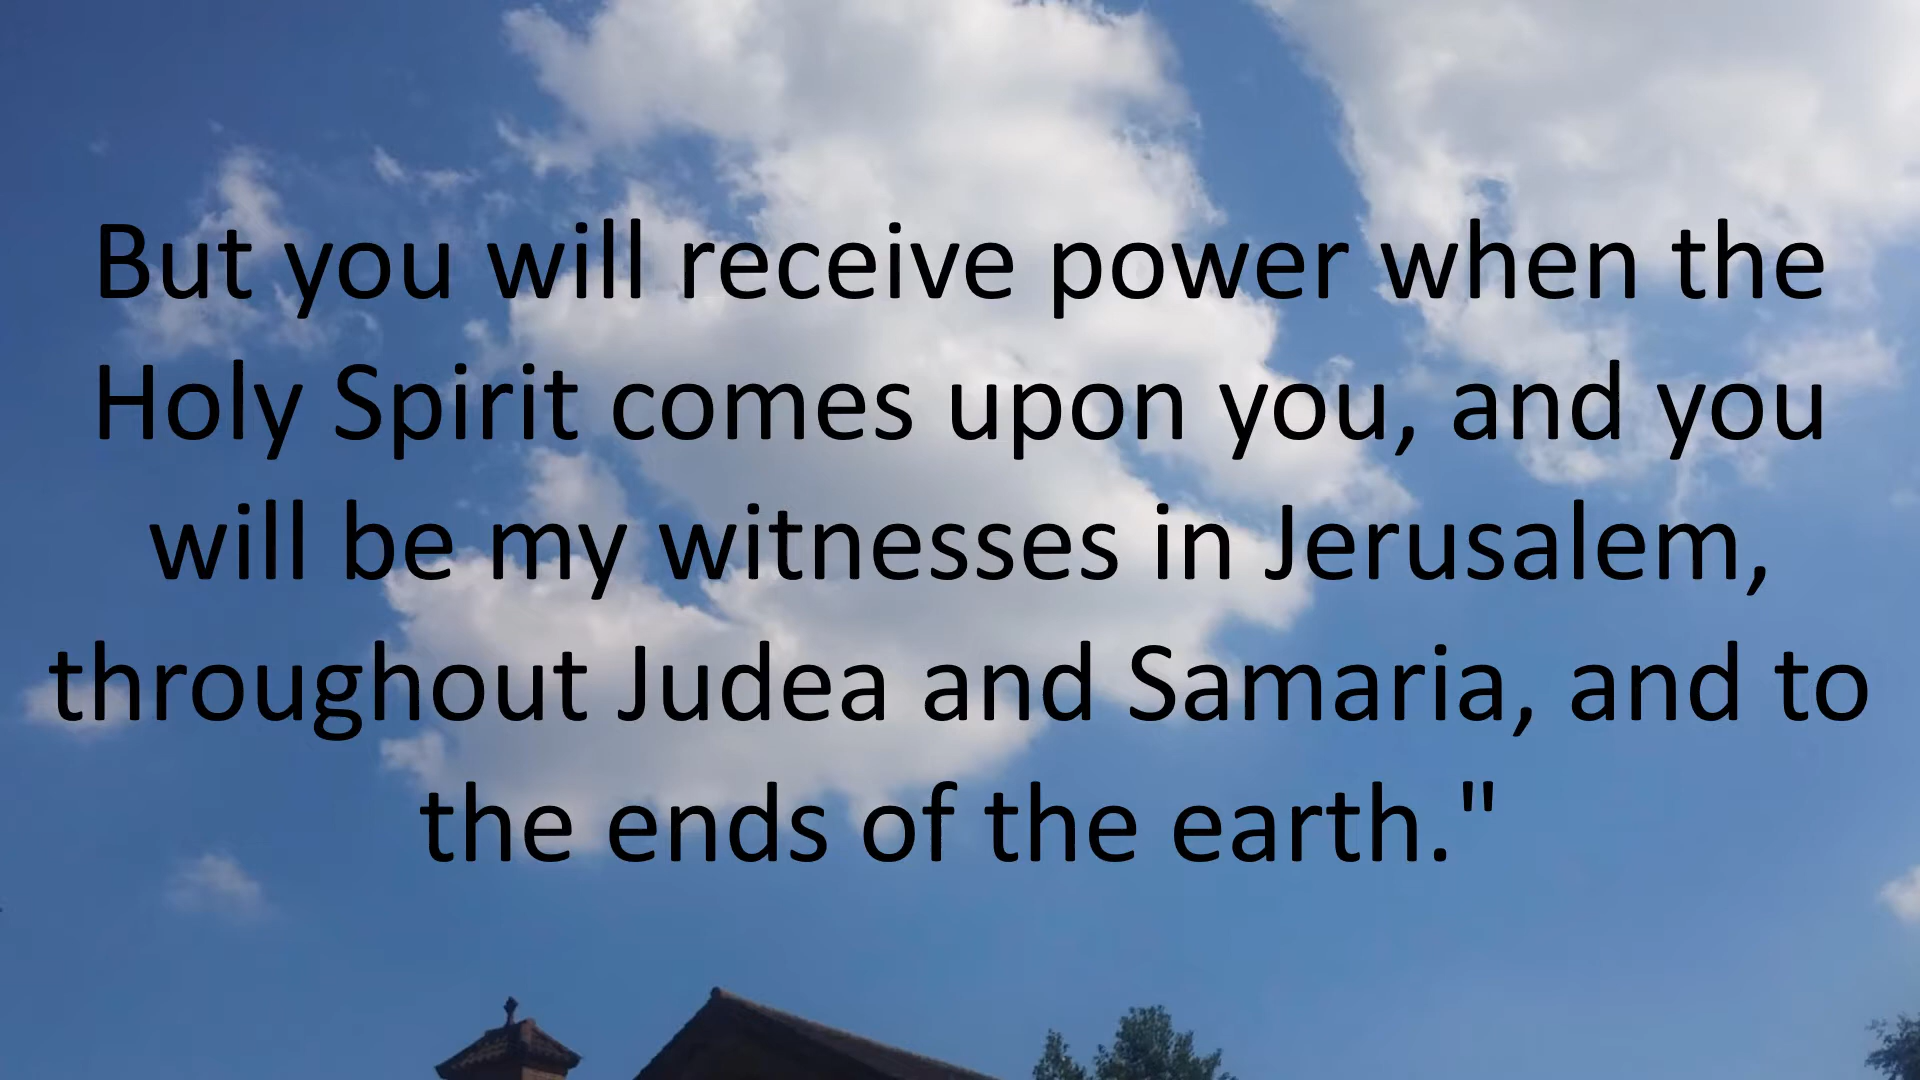 But you will receive power when the
Holy Spirit comes upon you, and you
will be my witnesses in Jerusalem,
throughout Judea and Samaria, and to
the ends of the earth."